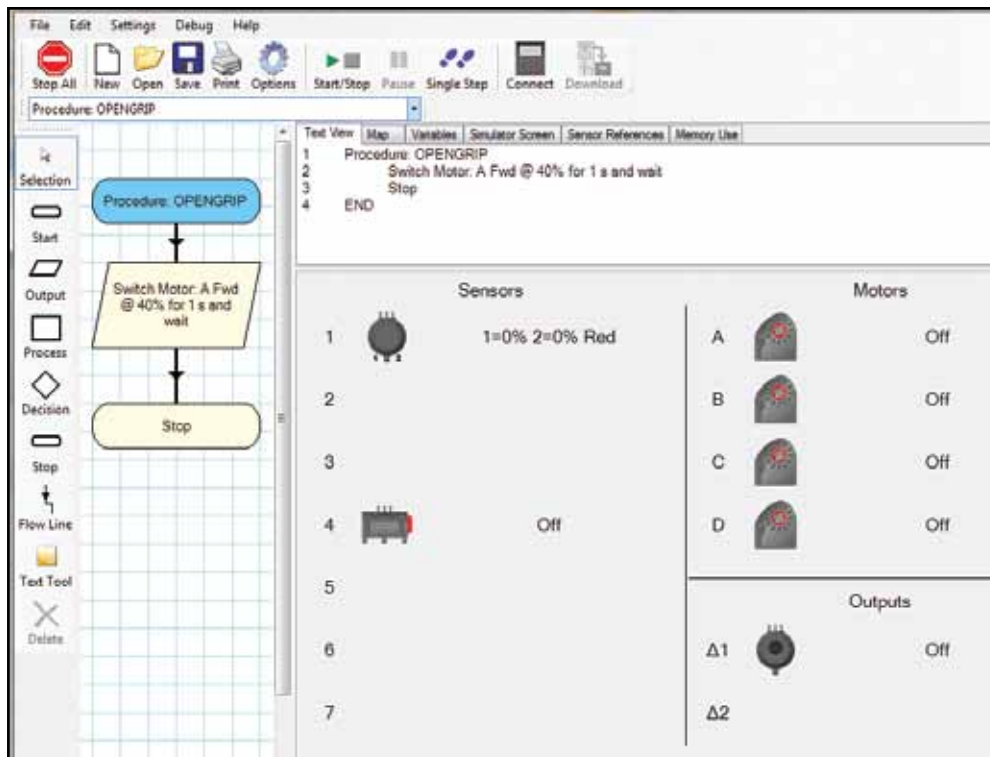 File Edit Settings Debug Help
Stop All New Open Save Print Options Start/Stop Pause Single Step Connect Download
Procedure: OPENGRIP
Selection
Start
Output
Process
Decision
Stop
Flow Line
Text Tool
Delete
Procedure: OPENGRIP
Switch Motor: A Fwd
@ 40% for 1 s and
wait
Stop
Text View Map Variables Simulator Screen Sensor References Memory Use
1 Procedure: OPENGRIP
2 Switch Motor: A Fwd @ 40% for 1 s and wait
3 Stop
4 END
Sensors
1 1=0% 2=0% Red
2
3
4 Off
5
6
7
Motors
A Off
B Off
C Off
D Off
Outputs
Δ1 Off
Δ2